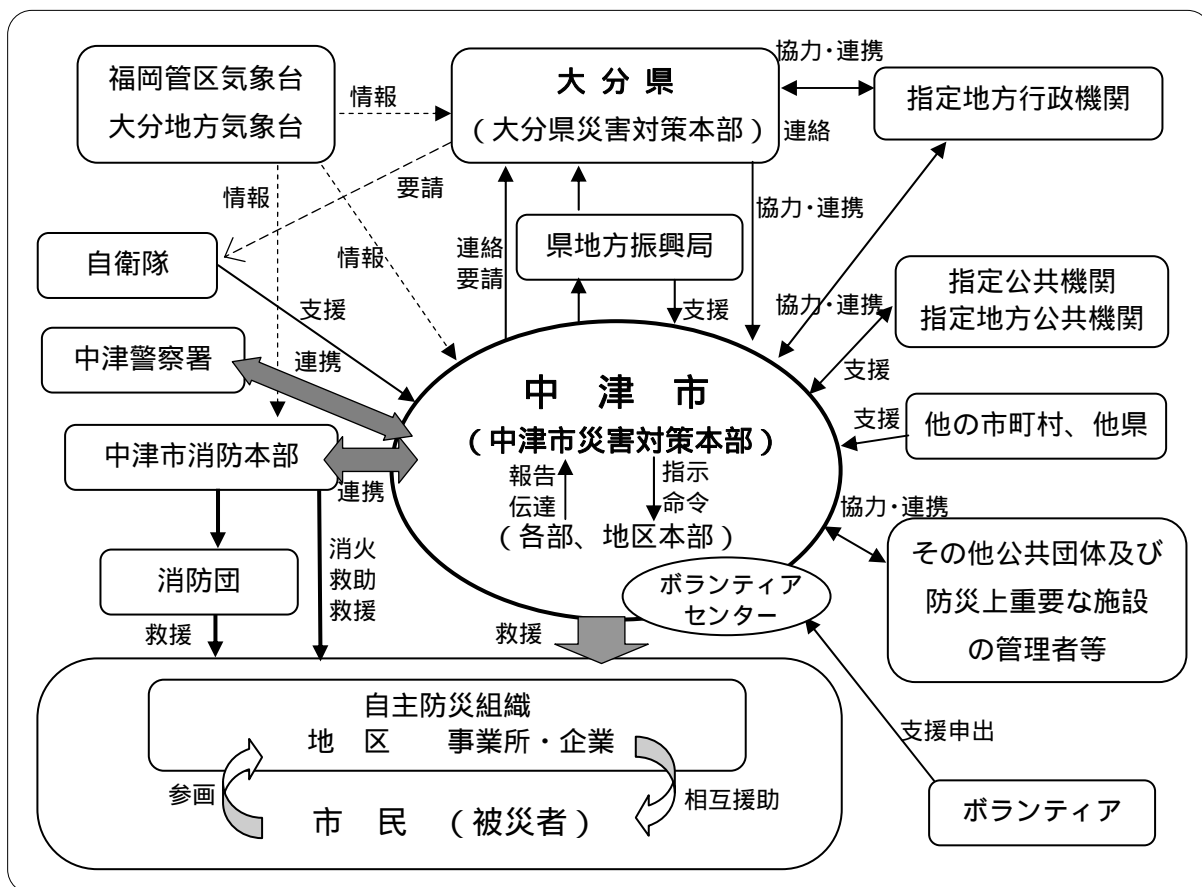 福岡管区気象台
大分地方気象台
情報
大 分 県
(大分県災害対策本部)
協力・連携
連絡
指定地方行政機関
情報
要請
協力・連携
自衛隊
情報
連絡
要請
県地方振興局
支援
支援
協力・連携
指定公共機関
指定地方公共機関
中津警察署
連携
支援
中 津 市
(中津市災害対策本部)
支援
他の市町村、他県
中津市消防本部
連携
報告
伝達
指示
命令
(各部、地区本部)
協力・連携
その他公共団体及び
防災上重要な施設
の管理者等
消防団
消火
救助
救援
ボランティア
センター
救援
救援
自主防災組織
地 区 事業所・企業
支援申出
参画
相互援助
市 民 (被災者)
ボランティア